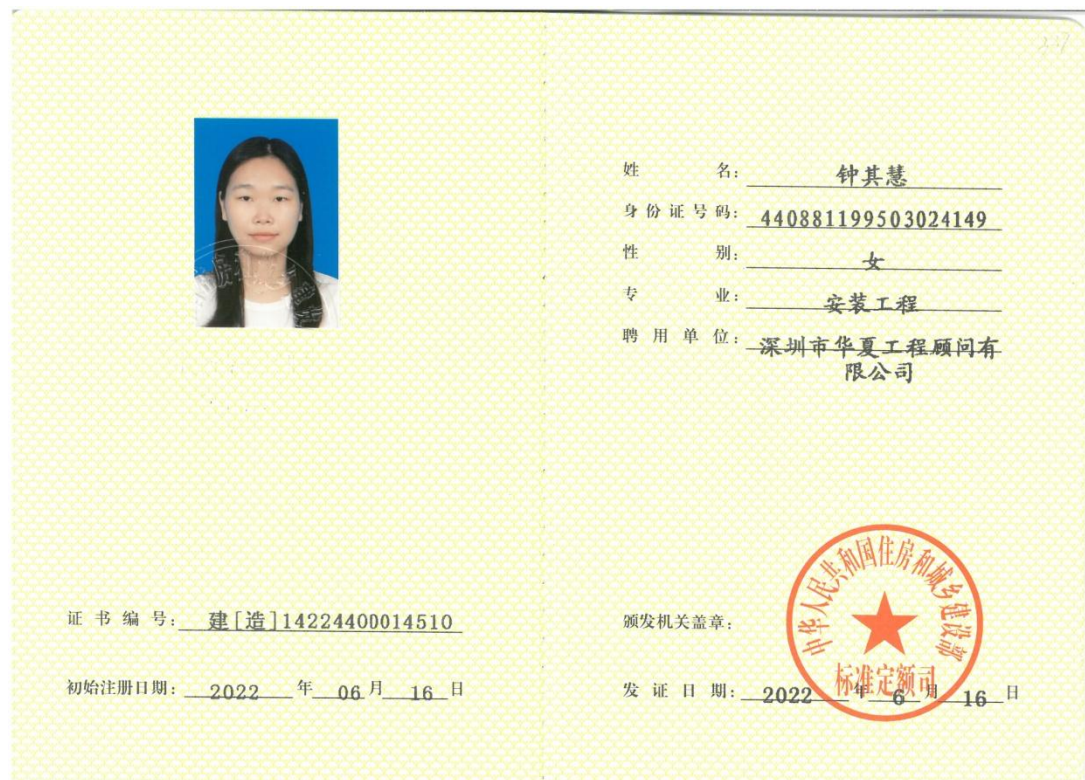 姓 名: 钟其慧
身份证号码: 440881199503024149
性 别: 女
专 业: 安装工程
聘用单位: 深圳市华夏工程顾问有
限公司
证书编号: 建[造]14224400014510
初始注册日期: 2022 年 06 月 16 日
颁发机关盖章:
中华人民共和国住房和城乡建设部
标准定额司
发证日期: 2022 年 6 月 16 日